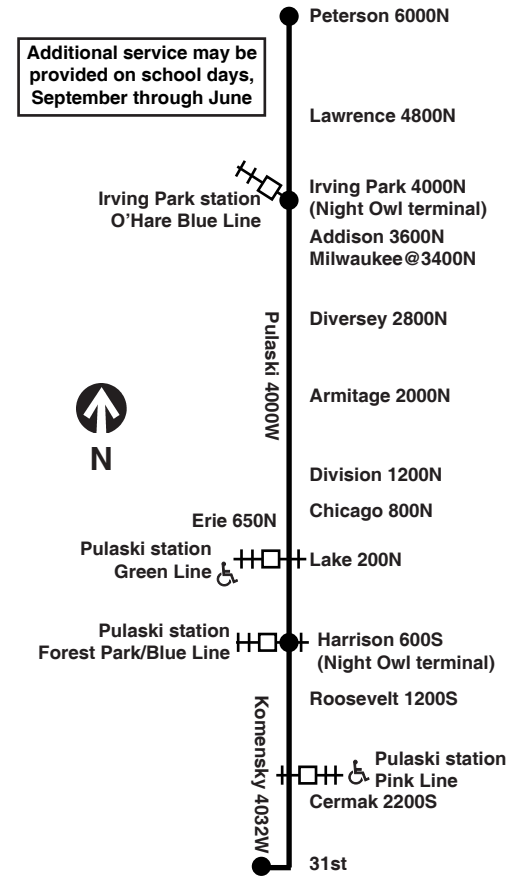 Peterson 6000N
Additional service may be
provided on school days,
September through June
Lawrence 4800N
Irving Park station
O'Hare Blue Line
Irving Park 4000N
(Night Owl terminal)
Addison 3600N
Milwaukee@3400N
Pulaski 4000W
Diversey 2800N
N
Armitage 2000N
Division 1200N
Chicago 800N
Erie 650N
Pulaski station
Green Line
Lake 200N
Pulaski station
Forest Park/Blue Line
Harrison 600S
(Night Owl terminal)
Roosevelt 1200S
Komensky 4032W
Pulaski station
Pink Line
Cermak 2200S
31st